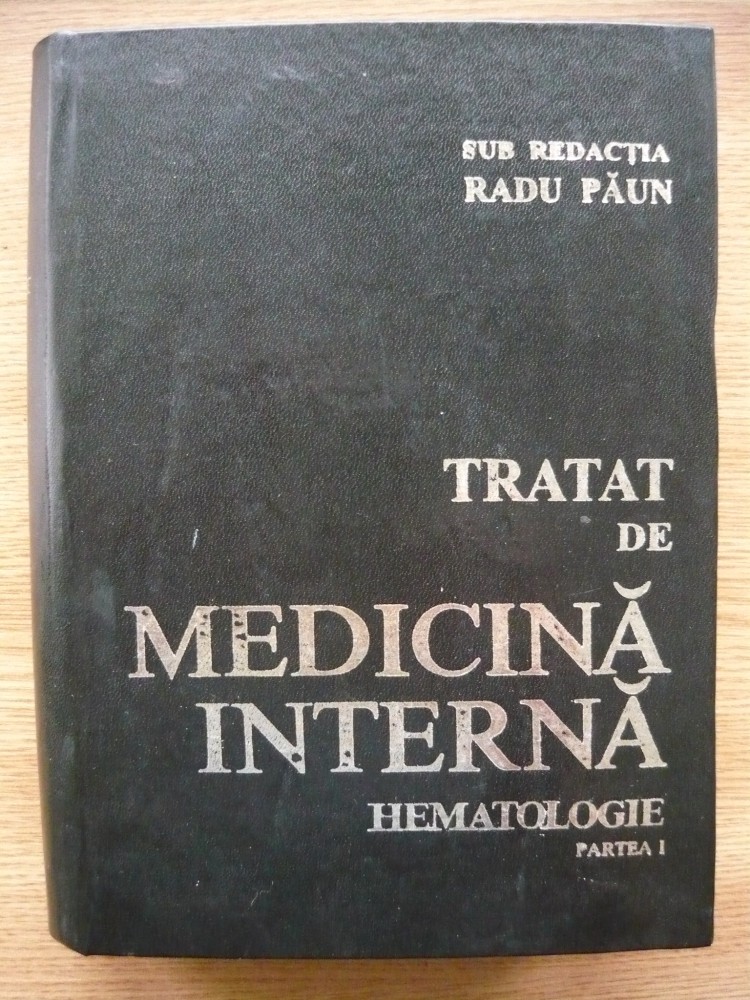 SUB REDACȚIA
RADU PĂUN
TRATAT
DE
MEDICINĂ
INTERNĂ
HEMATOLOGIE
PARTEA I